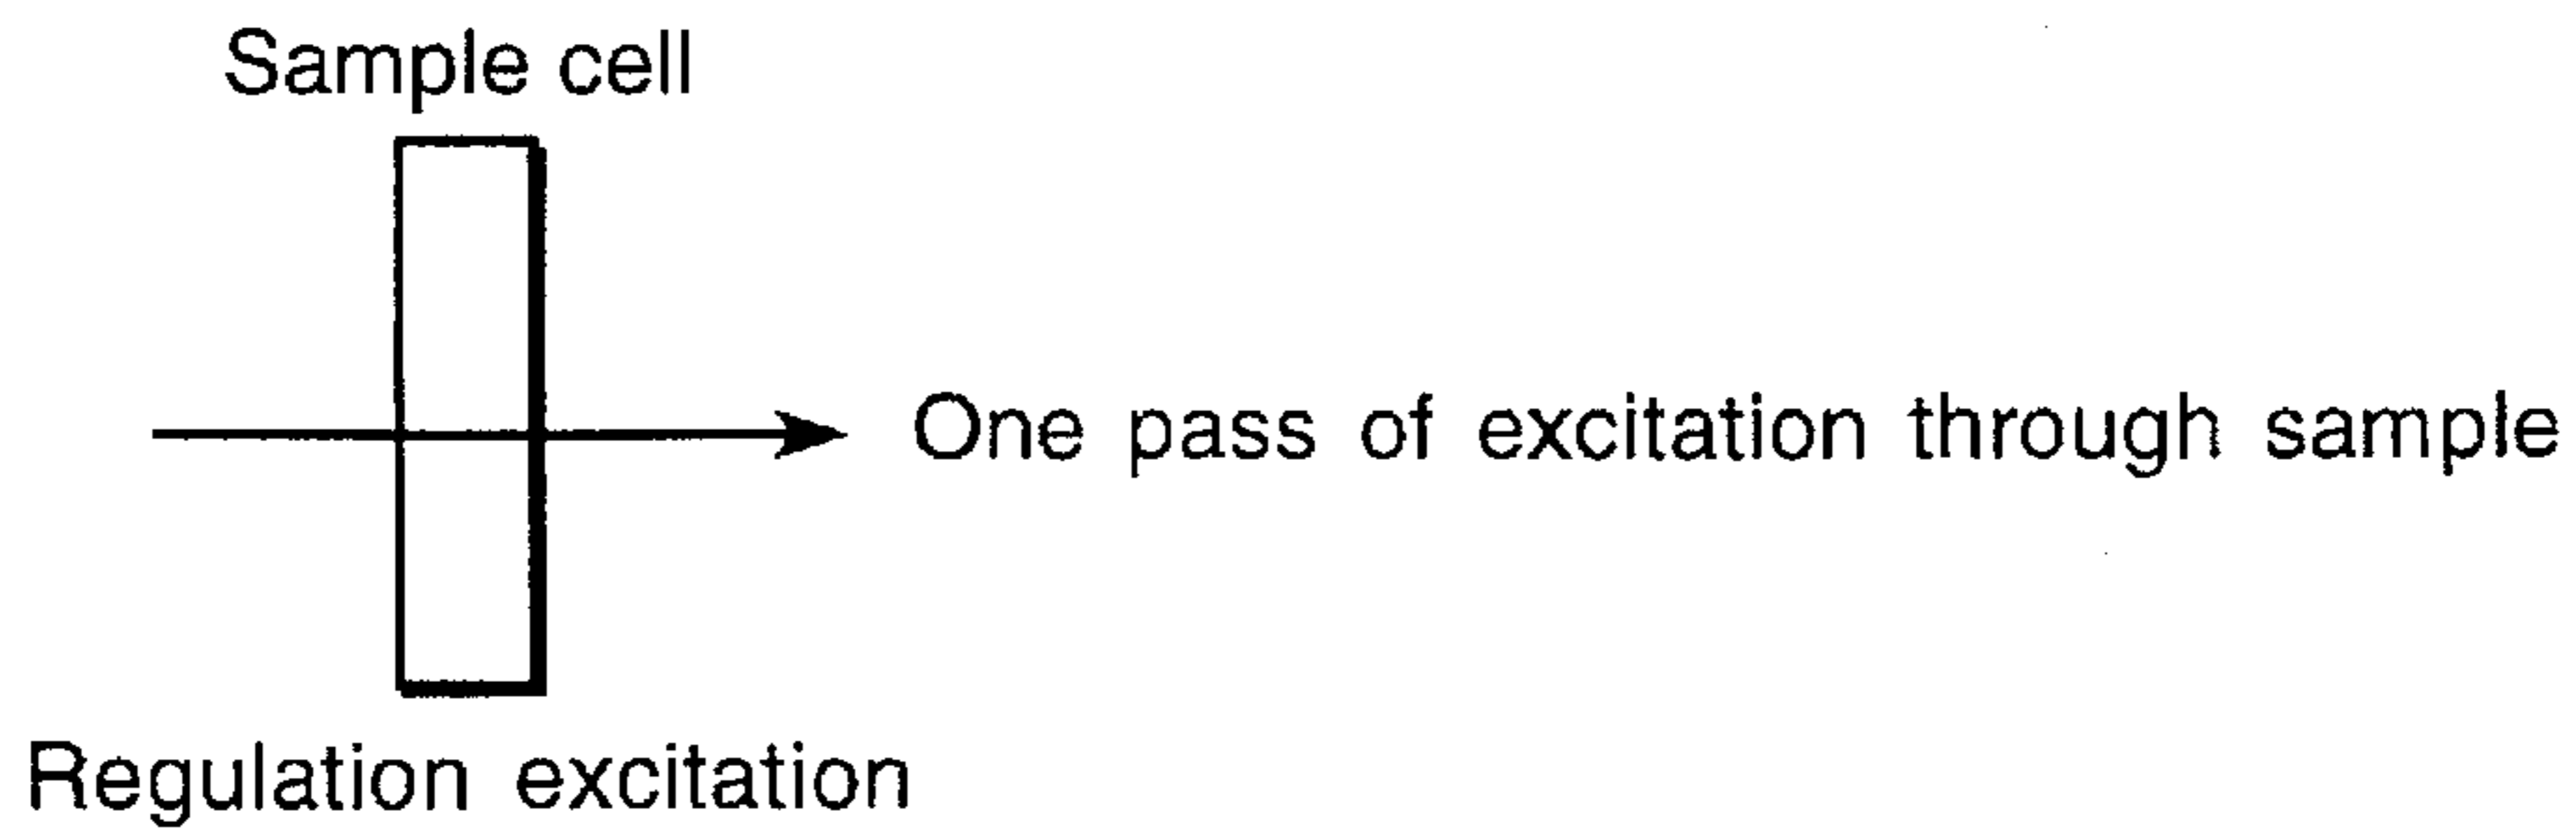 Sample cell
One pass of excitation through sample
Regulation excitation